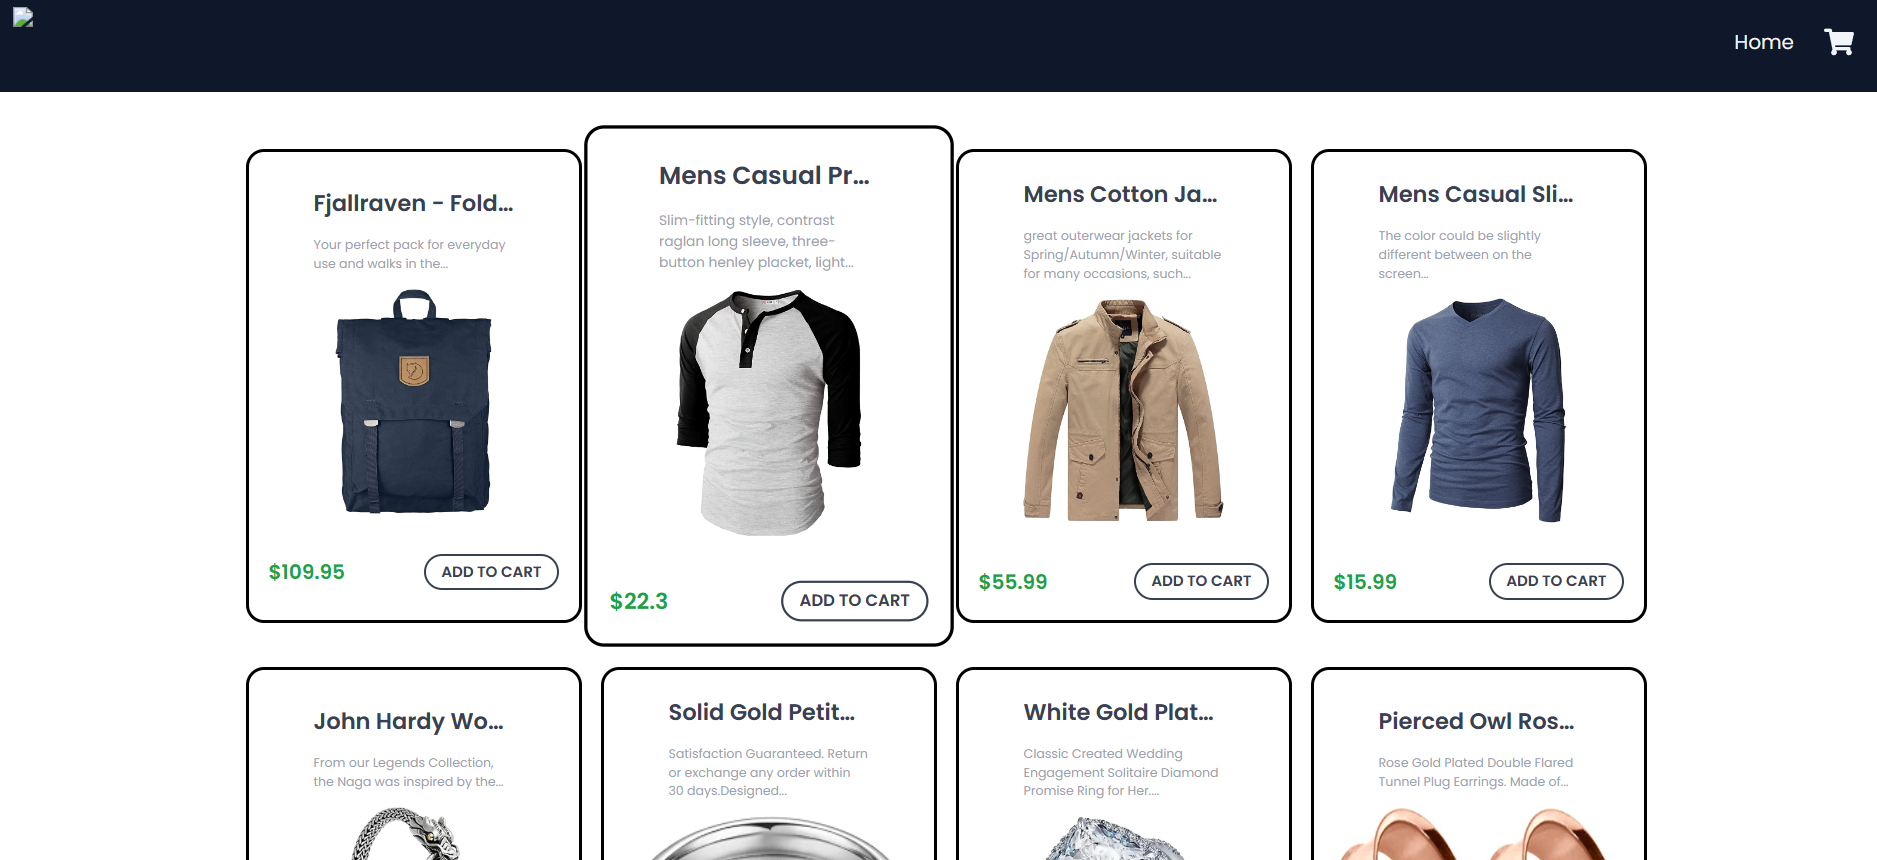 Home
Fjallraven - Fold...
Your perfect pack for everyday
use and walks in the...
$109.95
ADD TO CART
Mens Casual Pr...
Slim-fitting style, contrast
raglan long sleeve, three-
button henley placket, light...
$22.3
ADD TO CART
Mens Cotton Ja...
great outerwear jackets for
Spring/Autumn/Winter, suitable
for many occasions, such...
$55.99
ADD TO CART
Mens Casual Sli...
The color could be slightly
different between on the
screen...
$15.99
ADD TO CART
John Hardy Wo...
From our Legends Collection,
the Naga was inspired by the...
Solid Gold Petit...
Satisfaction Guaranteed. Return
or exchange any order within
30 days.Designed...
White Gold Plat...
Classic Created Wedding
Engagement Solitaire Diamond
Promise Ring for Her....
Pierced Owl Ros...
Rose Gold Plated Double Flared
Tunnel Plug Earrings. Made of...